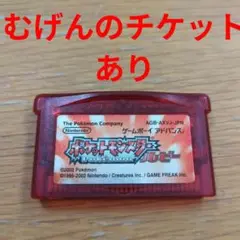 むげんのチケット
あり
The Pokémon Company
AGB-AXVJ-JPN
Nintendo
ゲームボーイ アドバンス
ポケットモンスター
ルビー
©2002 Pokémon
©1995-2002 Nintendo / Creatures inc. / GAME FREAK inc.